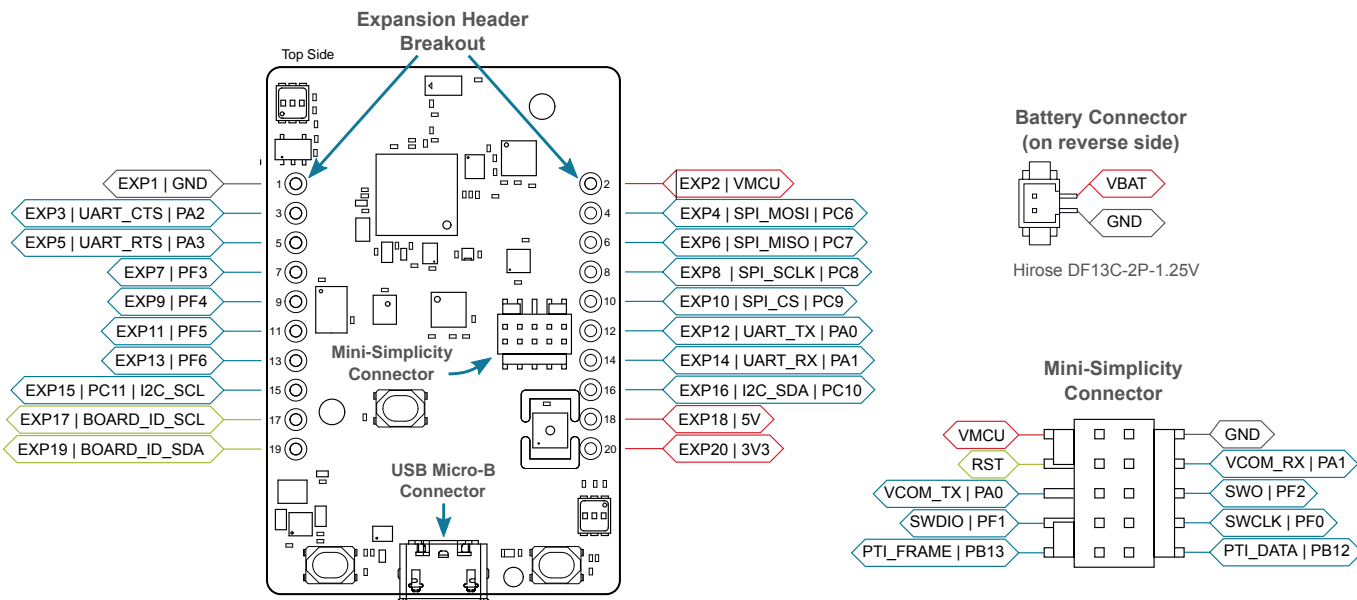 Expansion Header
Breakout
Top Side
EXP1 | GND
EXP3 | UART_CTS | PA2
EXP5 | UART_RTS | PA3
EXP7 | PF3
EXP9 | PF4
EXP11 | PF5
EXP13 | PF6
EXP15 | PC11 | I2C_SCL
EXP17 | BOARD_ID_SCL
EXP19 | BOARD_ID_SDA
1
3
5
7
9
11
13
15
17
19
Mini-Simplicity
Connector
USB Micro-B
Connector
2
4
6
8
10
12
14
16
18
20
EXP2 | VMCU
EXP4 | SPI_MOSI | PC6
EXP6 | SPI_MISO | PC7
EXP8 | SPI_SCLK | PC8
EXP10 | SPI_CS | PC9
EXP12 | UART_TX | PA0
EXP14 | UART_RX | PA1
EXP16 | I2C_SDA | PC10
EXP18 | 5V
EXP20 | 3V3
Battery Connector
(on reverse side)
VBAT
GND
Hirose DF13C-2P-1.25V
Mini-Simplicity
Connector
VMCU
RST
VCOM_TX | PA0
SWDIO | PF1
PTI_FRAME | PB13
GND
VCOM_RX | PA1
SWO | PF2
SWCLK | PF0
PTI_DATA | PB12